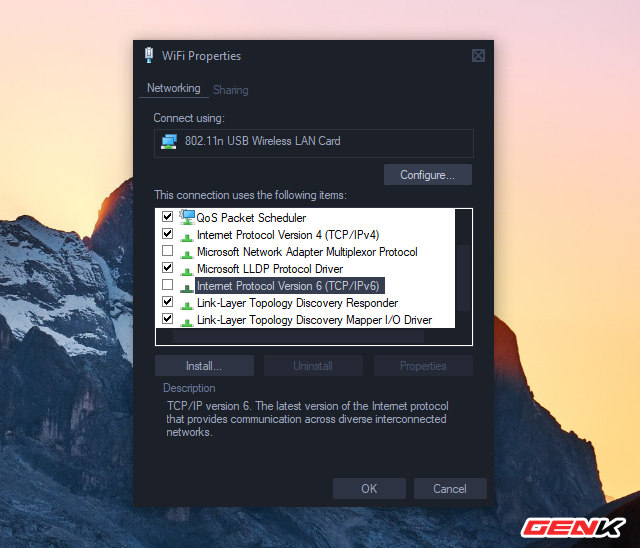 WiFi Properties
Networking
Sharing
Connect using:
802.11n USB Wireless LAN Card
Configure...
This connection uses the following items:
QoS Packet Scheduler
Internet Protocol Version 4 (TCP/IPv4)
Microsoft Network Adapter Multiplexor Protocol
Microsoft LLDP Protocol Driver
Internet Protocol Version 6 (TCP/IPv6)
Link-Layer Topology Discovery Responder
Link-Layer Topology Discovery Mapper I/O Driver
Install...
Uninstall
Properties
Description
TCP/IP version 6. The latest version of the Internet protocol
that provides communication across diverse interconnected
networks.
OK
Cancel
GENK